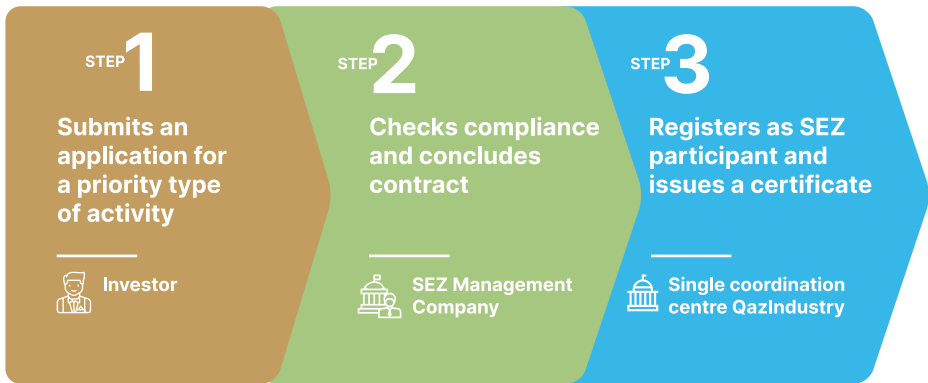 STEP 1
Submits an
application for
a priority type
of activity
Investor
STEP 2
Checks compliance
and concludes
contract
SEZ Management
Company
STEP 3
Registers as SEZ
participant and
issues a certificate
Single coordination
centre QazIndustry